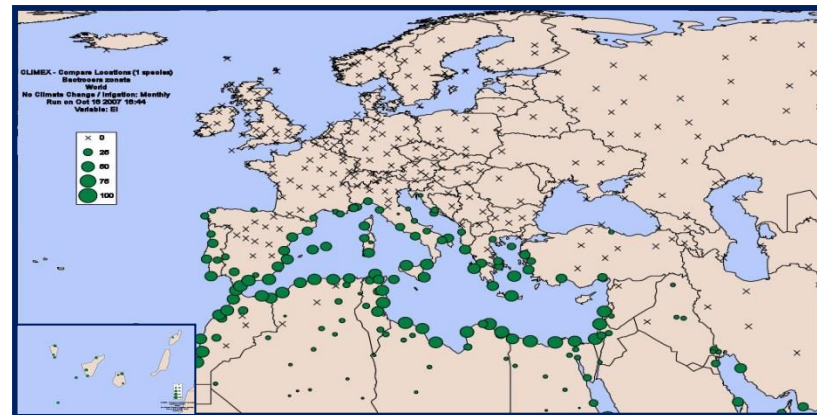 CLIMEX - Compare Locations (1 species)
Bactrocera zonata
World
No Climate Change / Irrigation: Monthly
Run on Oct 16 2007 16:44
Variable: EI
0
25
50
75
100